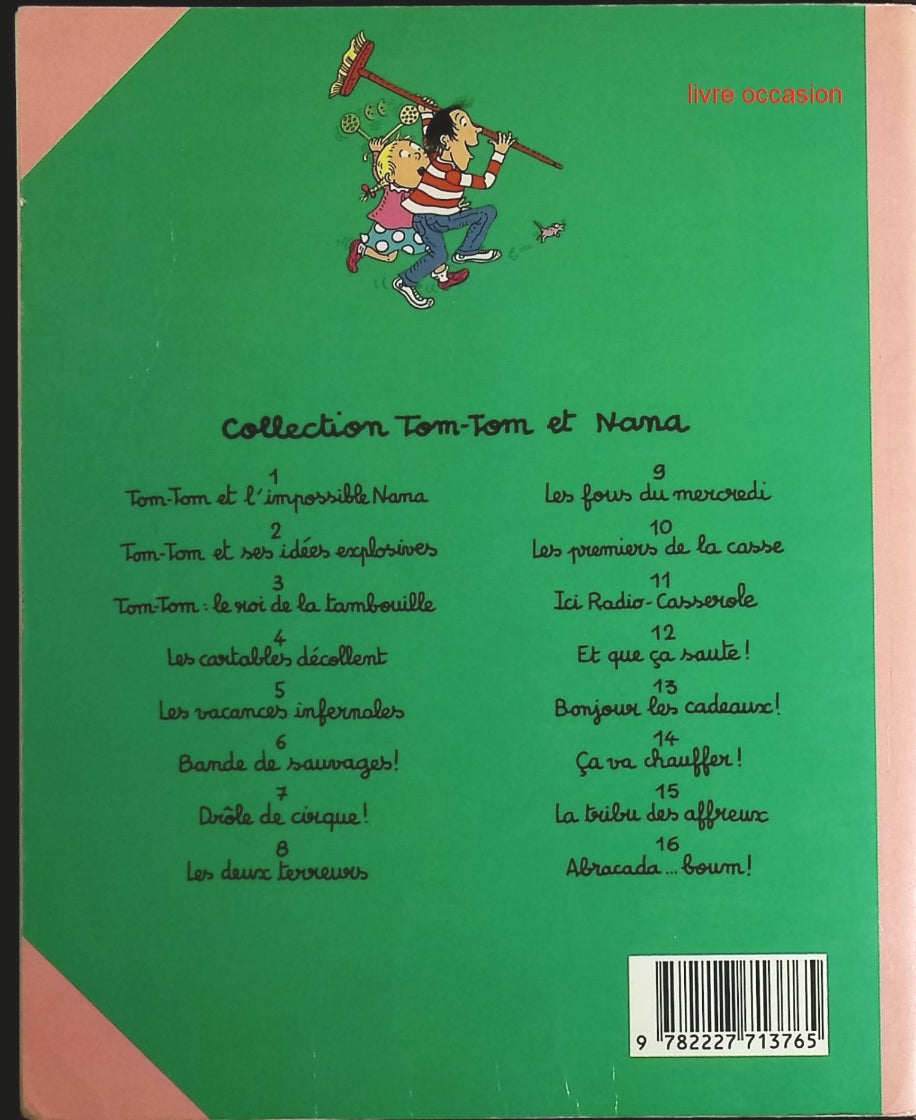 livre occasion
Collection Tom-Tom et Nana
1
Tom-Tom et l'impossible Nana
2
Tom-Tom et ses idées explosives
3
Tom-Tom : le roi de la tambouille
4
Les cartables décollent
5
Les vacances infernales
6
Bande de sauvages !
7
Drôle de cirque !
8
Les deux terreurs
9
Les fous du mercredi
10
Les premiers de la casse
11
Ici Radio-Casserole
12
Et que ça saute !
13
Bonjour les cadeaux !
14
Ça va chauffer !
15
La tribu des affreux
16
Abracada... boum !
9 782227 713765